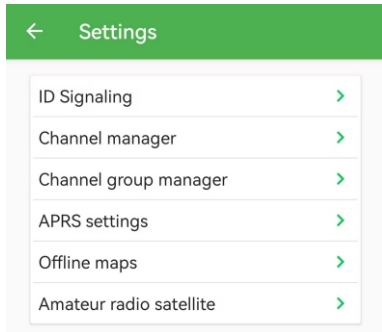 Settings
ID Signaling
Channel manager
Channel group manager
APRS settings
Offline maps
Amateur radio satellite